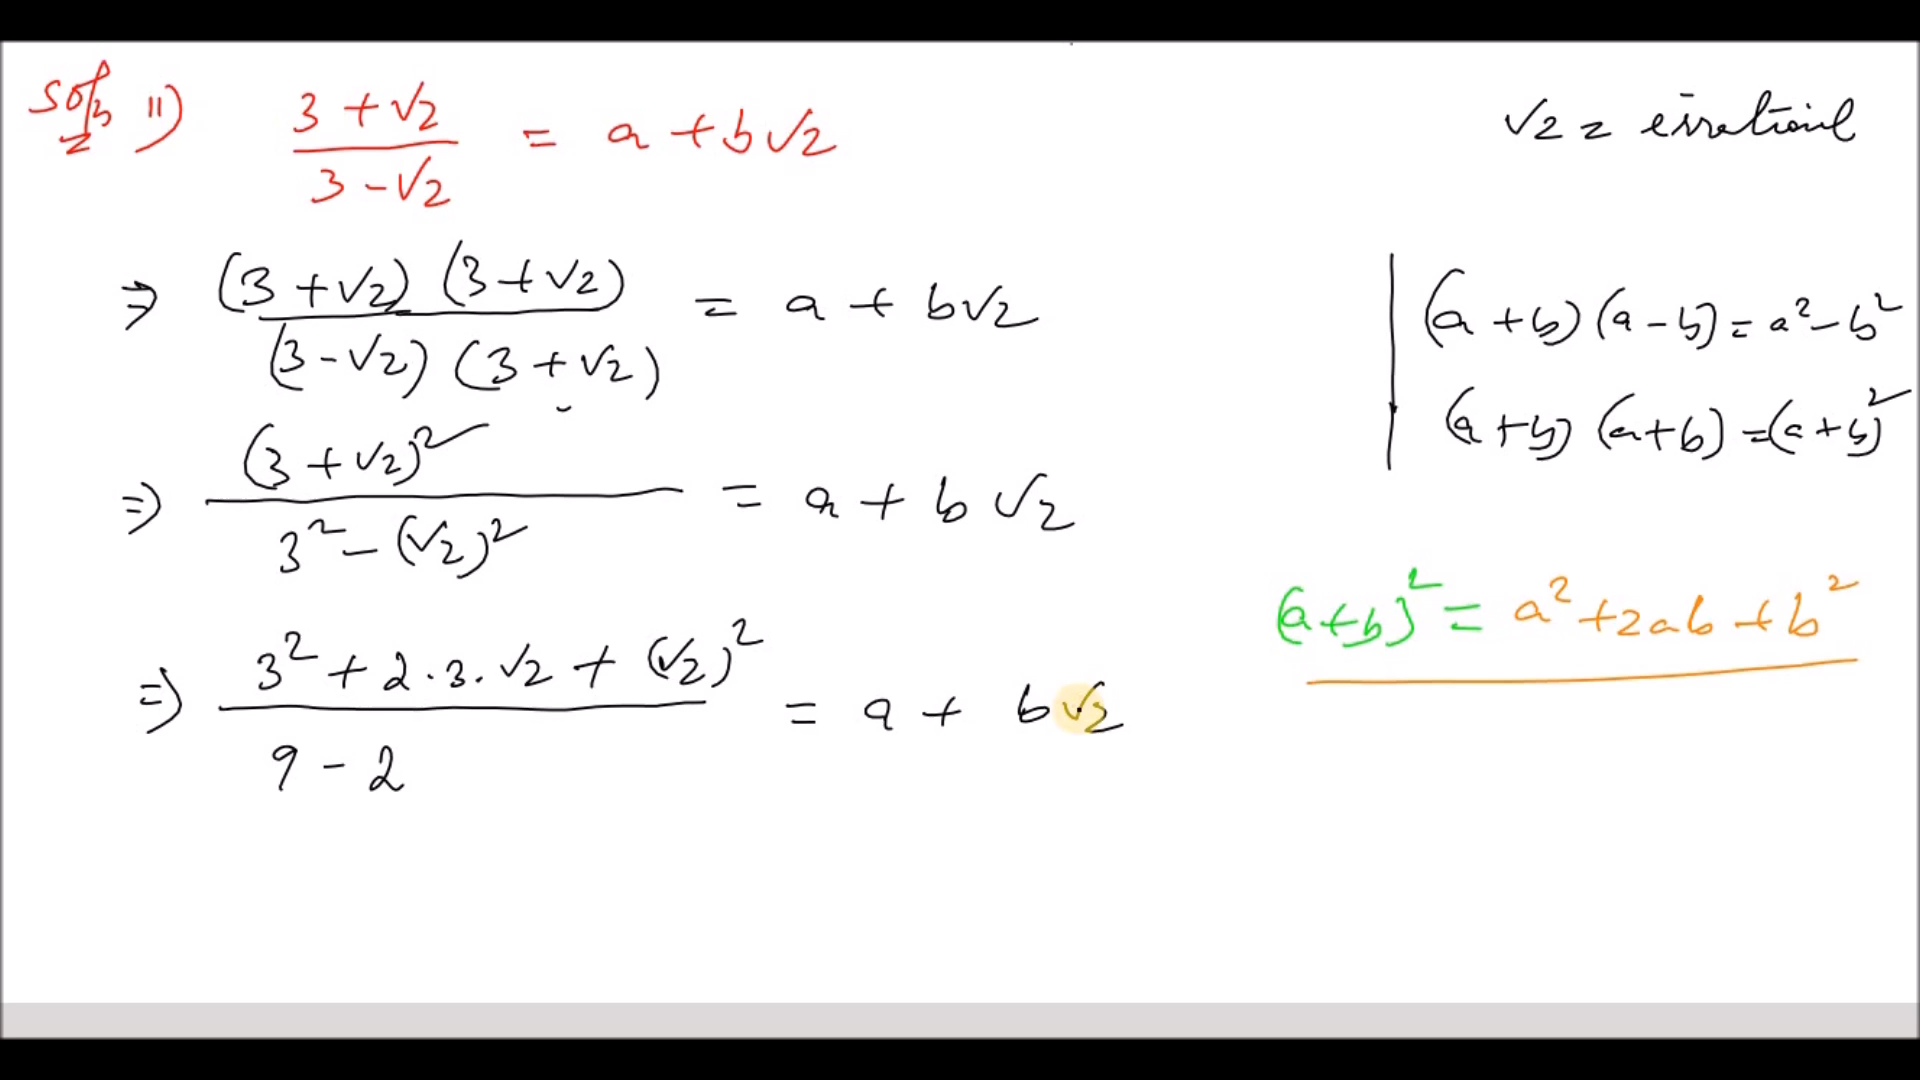 Soln ii) 3 + √2 / 3 - √2 = a + b√2
√2 = irrational
⇒ (3 + √2) (3 + √2) / (3 - √2) (3 + √2) = a + b√2
(a + b) (a - b) = a² - b²
(a + b) (a + b) = (a + b)²
⇒ (3 + √2)² / 3² - (√2)² = a + b √2
(a + b)² = a² + 2ab + b²
⇒ 3² + 2 · 3 · √2 + (√2)² / 9 - 2 = a + b√2